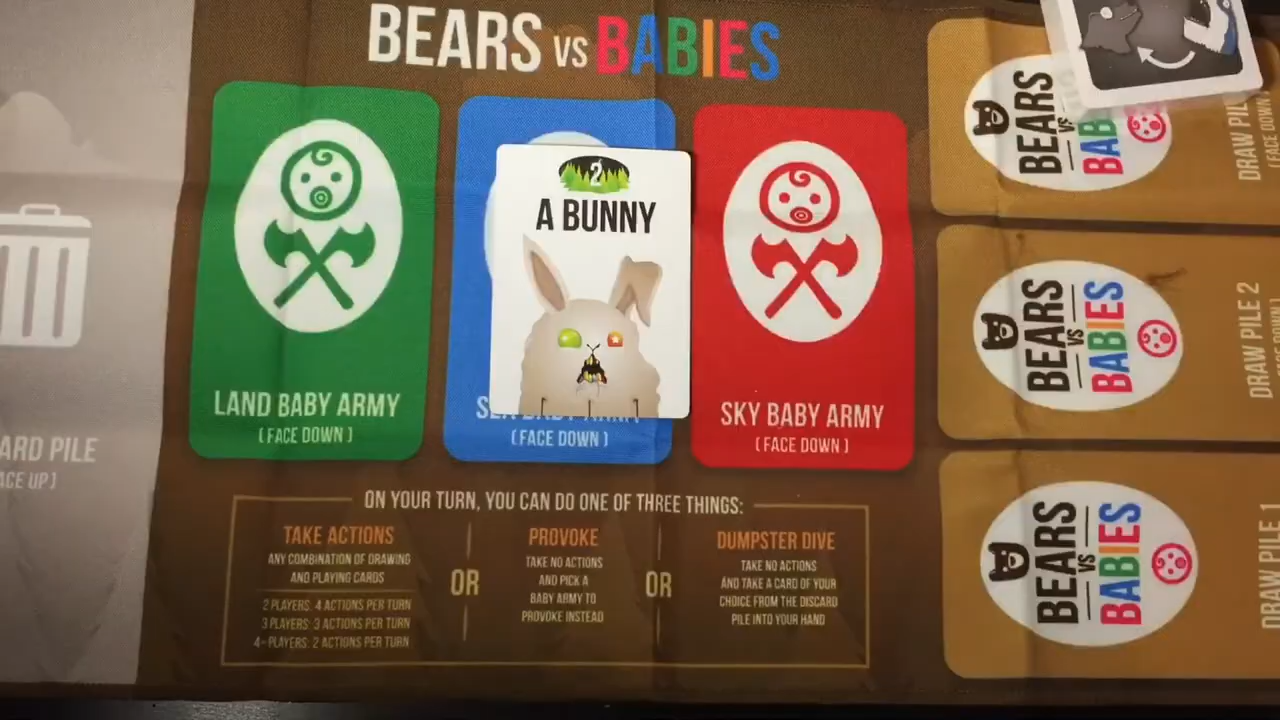 BEARS VS BABIES
2
A BUNNY
LAND BABY ARMY
(FACE DOWN)
(FACE DOWN)
SKY BABY ARMY
(FACE DOWN)
ARD PILE
ACE UP)
ON YOUR TURN, YOU CAN DO ONE OF THREE THINGS:
TAKE ACTIONS
ANY COMBINATION OF DRAWING
AND PLAYING CARDS
2 PLAYERS: 4 ACTIONS PER TURN
3 PLAYERS: 3 ACTIONS PER TURN
4+ PLAYERS: 2 ACTIONS PER TURN
OR
PROVOKE
TAKE NO ACTIONS
AND PICK A
BABY ARMY TO
PROVOKE INSTEAD
OR
DUMPSTER DIVE
TAKE NO ACTIONS
AND TAKE A CARD OF YOUR
CHOICE FROM THE DISCARD
PILE INTO YOUR HAND
BEARS
VS
BAB
DRAW PIL
(FACE DOWN
BEARS
VS
BABIES
DRAW PILE 2
BEARS
VS
BABIES
DRAW PILE 1